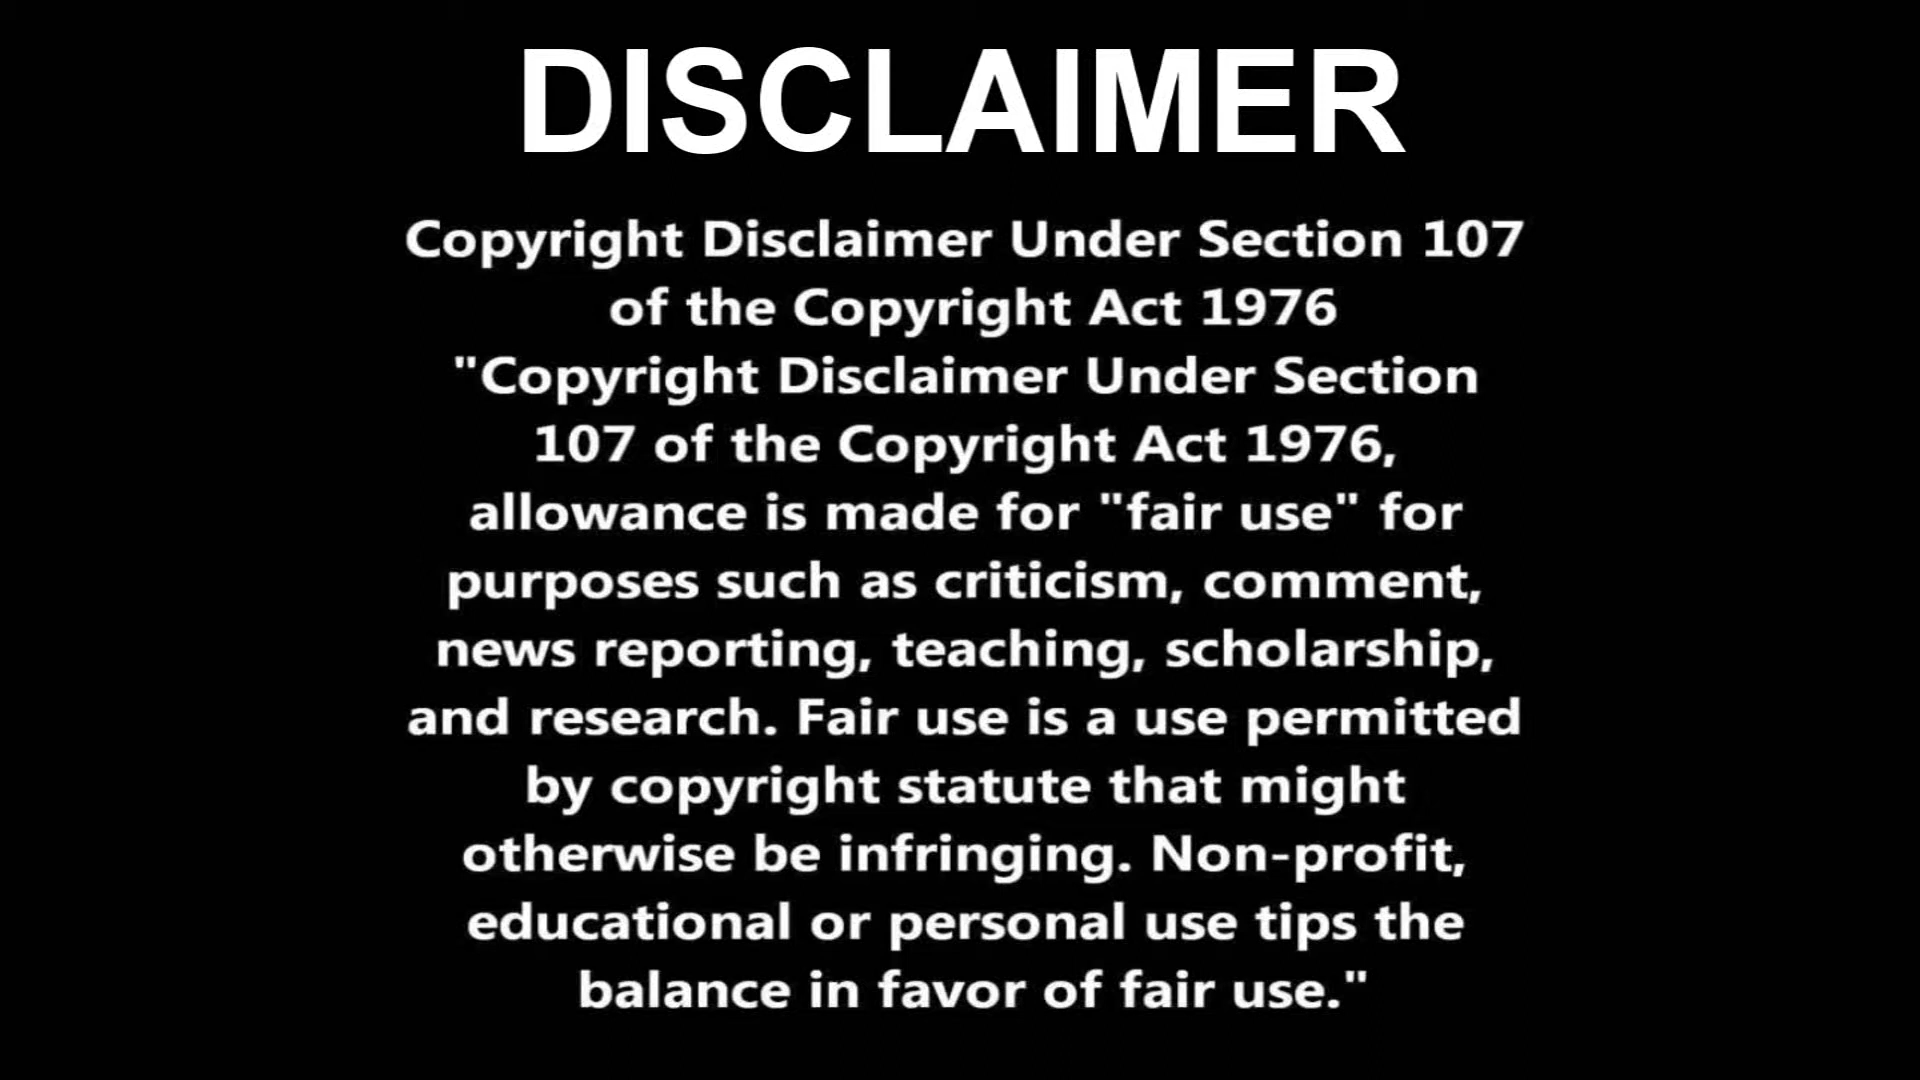 DISCLAIMER
Copyright Disclaimer Under Section 107
of the Copyright Act 1976
"Copyright Disclaimer Under Section
107 of the Copyright Act 1976,
allowance is made for "fair use" for
purposes such as criticism, comment,
news reporting, teaching, scholarship,
and research. Fair use is a use permitted
by copyright statute that might
otherwise be infringing. Non-profit,
educational or personal use tips the
balance in favor of fair use."